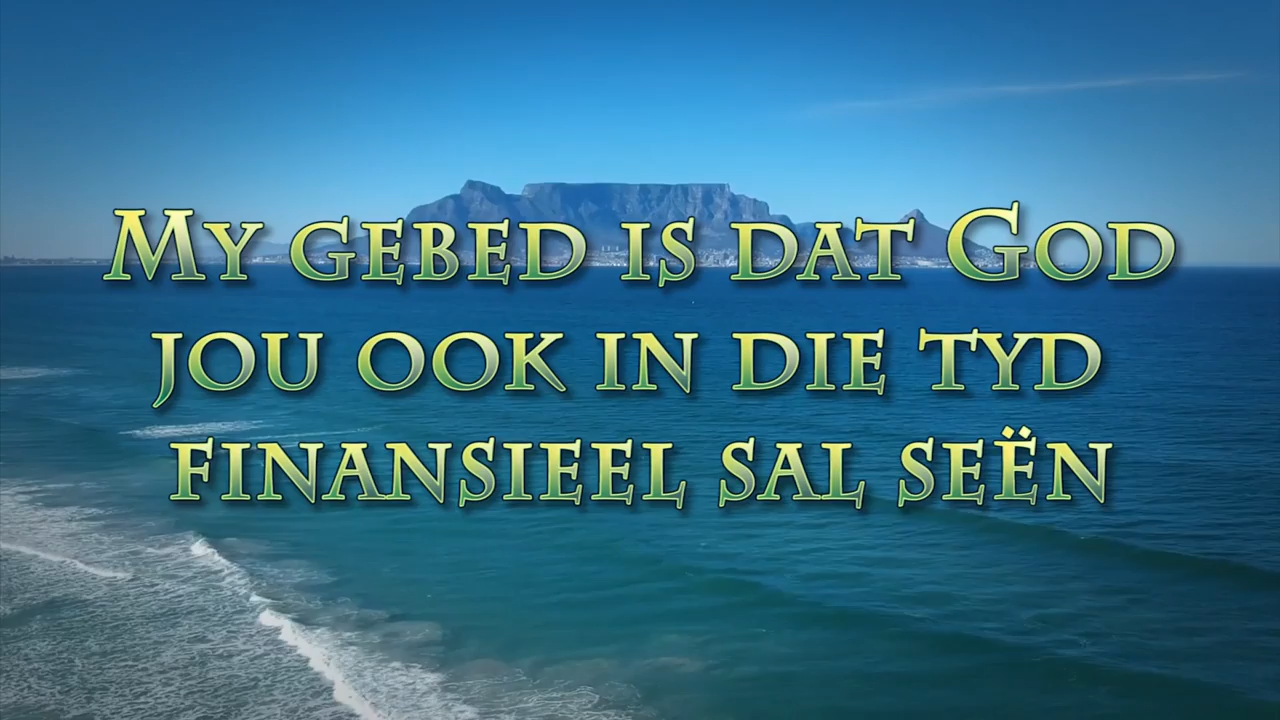 My gebed is dat God
jou ook in die tyd
finansieel sal seën